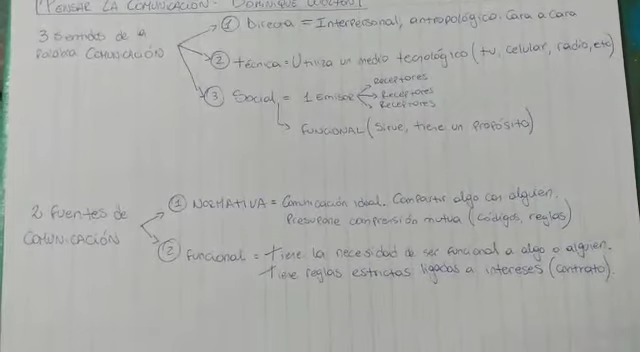 PENSAR LA COMUNICACIÓN - DOMINIQUE WOLTON
3 sentidos de la palabra COMUNICACIÓN
① Directa = Interpersonal, antropológico. Cara a Cara
② Técnica = Utiliza un medio tecnológico (tv, celular, radio, etc)
③ Social = 1 emisor
Receptores
Receptores
Receptores
FUNCIONAL (Sirve, tiene un propósito)
2 Fuentes de COMUNICACIÓN
① NORMATIVA = Comunicación ideal. Compartir algo con alguien.
Presupone comprensión mutua (códigos, reglas)
② Funcional = tiene la necesidad de ser funcional a algo o alguien.
tiene reglas estrictas ligadas a intereses (contrato).